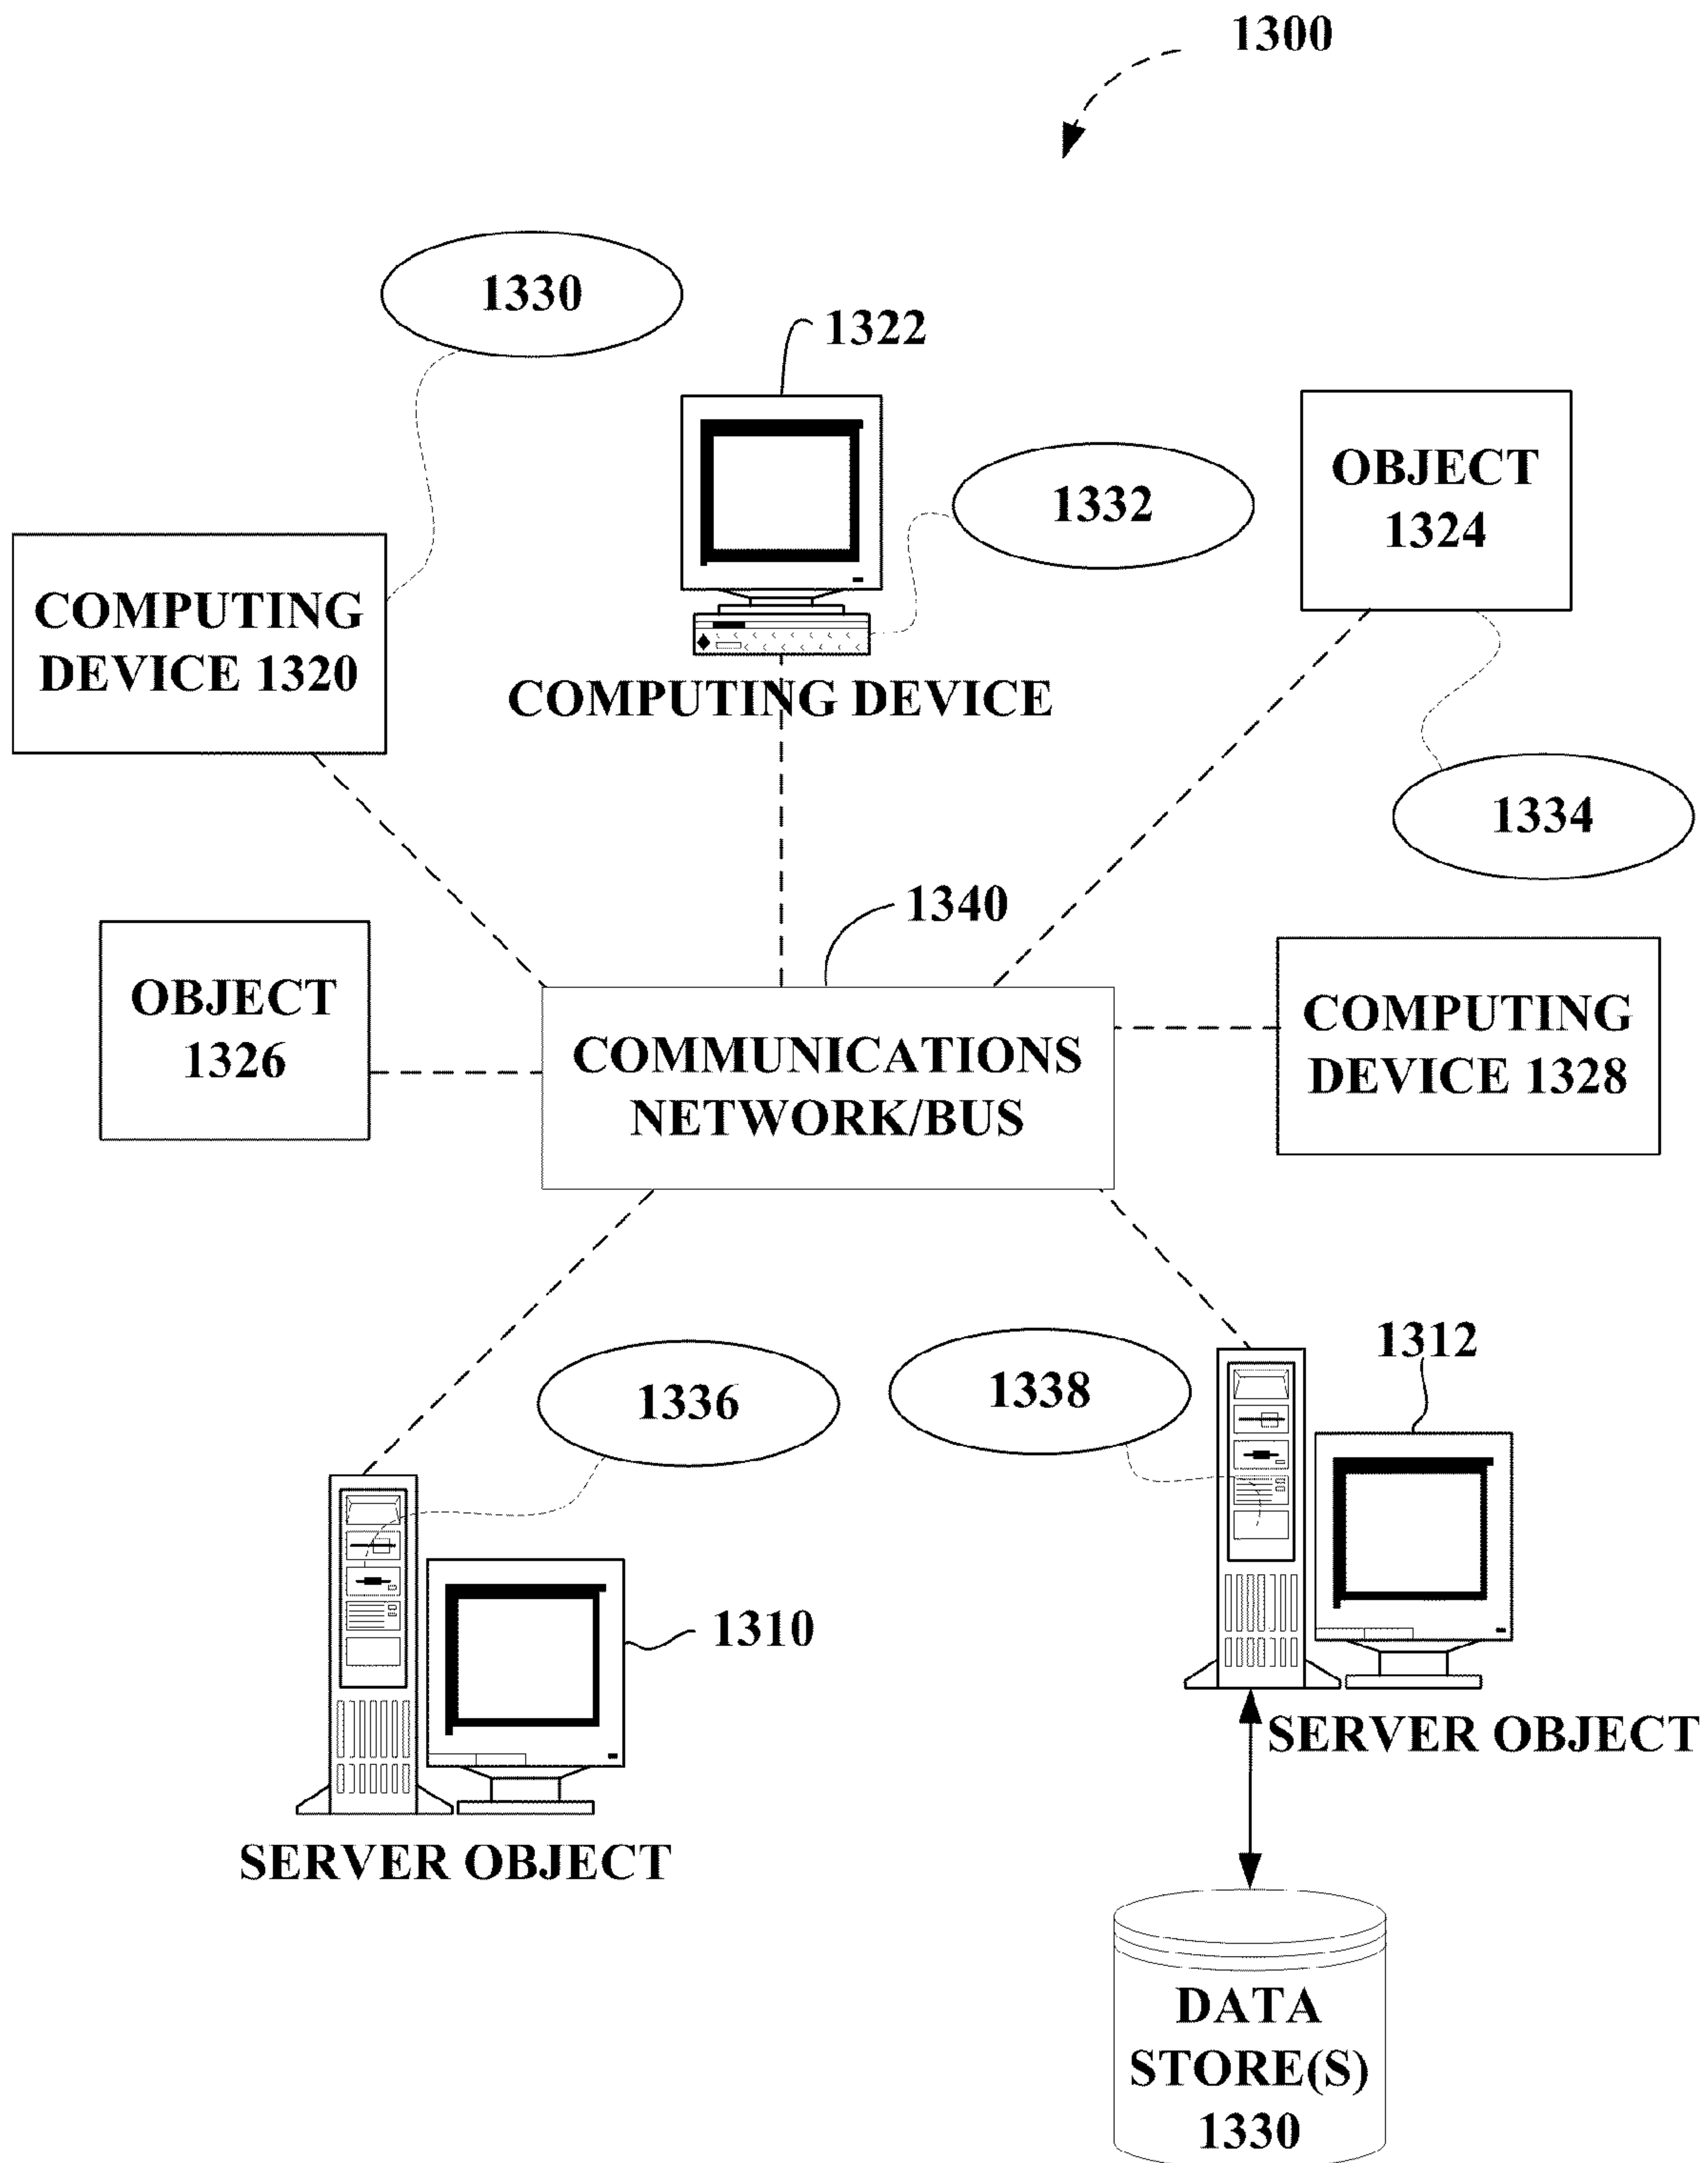 1300
1330
1322
1332
OBJECT
1324
COMPUTING
DEVICE 1320
COMPUTING DEVICE
1334
1340
OBJECT
1326
COMMUNICATIONS
NETWORK/BUS
COMPUTING
DEVICE 1328
1336
1338
1312
1310
SERVER OBJECT
SERVER OBJECT
DATA
STORE(S)
1330